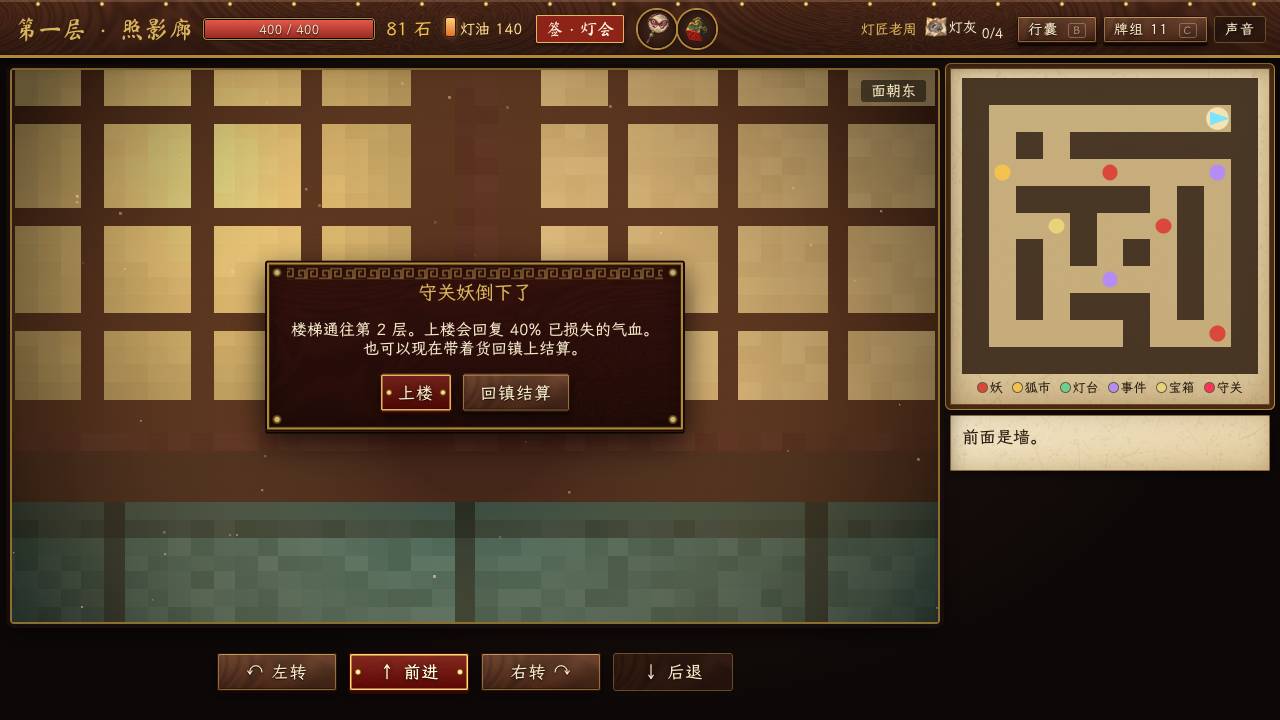 第一层 · 照影廊
400 / 400
81 石
灯油 140
签 · 灯会
灯匠老周
灯灰 0/4
行囊 B
牌组 11 C
声音
面朝东
守关妖倒下了
楼梯通往第 2 层。上楼会回复 40% 已损失的气血。
也可以现在带着货回镇上结算。
上楼
回镇结算
妖 狐市 灯台 事件 宝箱 守关
前面是墙。
左转
↑ 前进
右转
↓ 后退